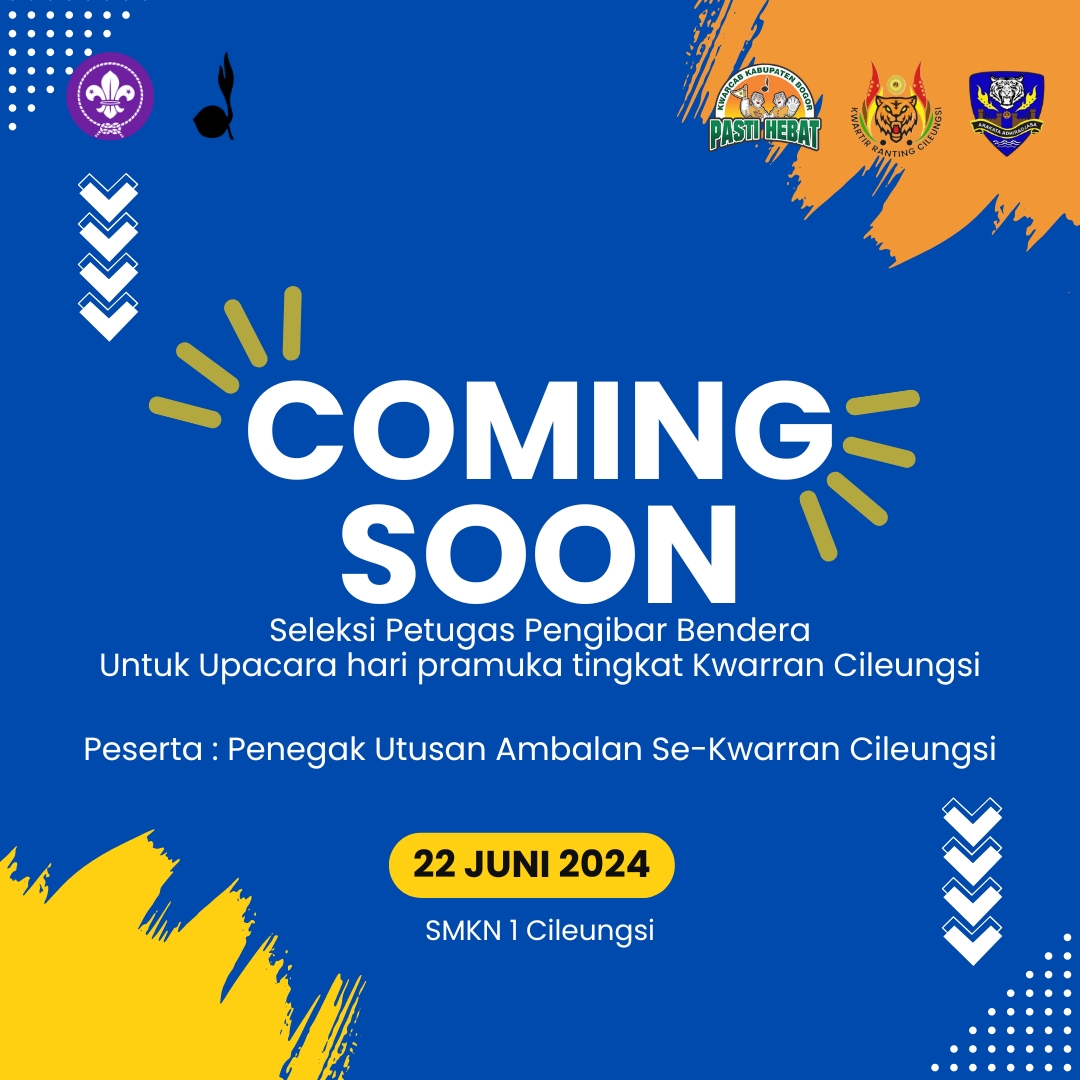 KWARCAB KABUPATEN BOGOR
PASTI HEBAT
KWARTIR RANTING CILEUNGSI
COMING
SOON
Seleksi Petugas Pengibar Bendera
Untuk Upacara hari pramuka tingkat Kwarran Cileungsi
Peserta : Penegak Utusan Ambalan Se-Kwarran Cileungsi
22 JUNI 2024
SMKN 1 Cileungsi